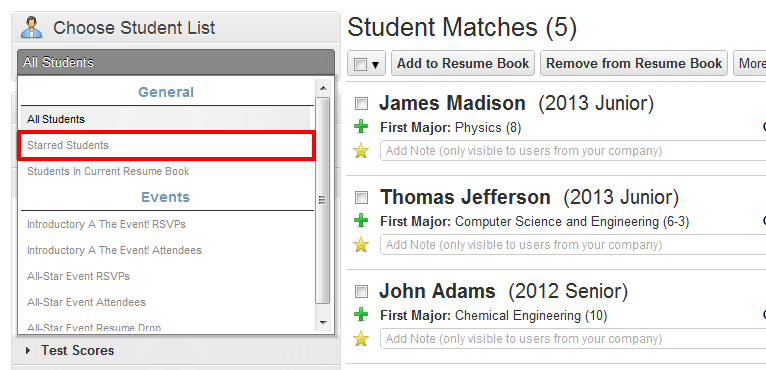 Choose Student List
All Students
General
All Students
Starred Students
Students In Current Resume Book
Events
Introductory A The Event! RSVPs
Introductory A The Event! Attendees
All-Star Event RSVPs
All-Star Event Attendees
All-Star Event Resume Drop
Test Scores
Student Matches (5)
Add to Resume Book Remove from Resume Book More
James Madison (2013 Junior)
First Major: Physics (8)
Add Note (only visible to users from your company)
Thomas Jefferson (2013 Junior)
First Major: Computer Science and Engineering (6-3)
Add Note (only visible to users from your company)
John Adams (2012 Senior)
First Major: Chemical Engineering (10)
Add Note (only visible to users from your company)